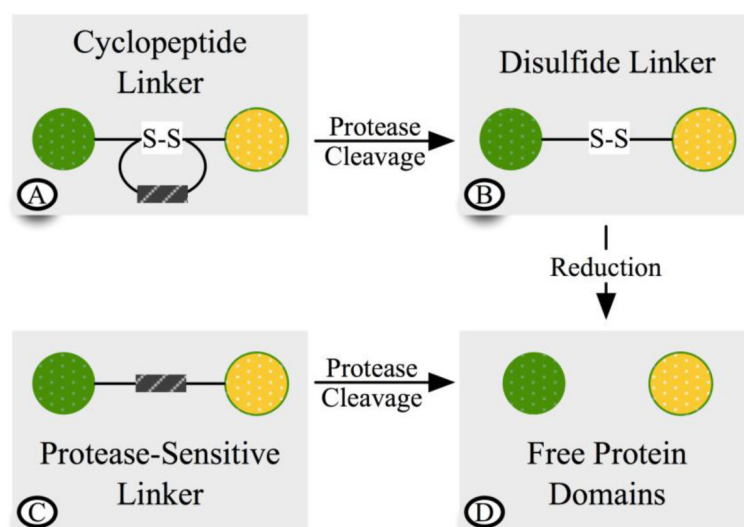 Cyclopeptide
Linker
S-S
A
Protease
Cleavage
Disulfide Linker
S-S
B
Reduction
Protease-Sensitive
Linker
C
Protease
Cleavage
Free Protein
Domains
D